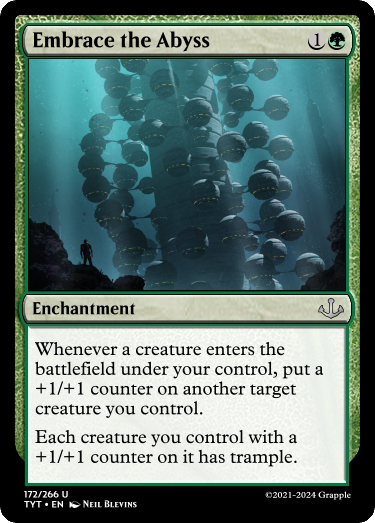 Embrace the Abyss 1
Enchantment
Whenever a creature enters the
battlefield under your control, put a
+1/+1 counter on another target
creature you control.
Each creature you control with a
+1/+1 counter on it has trample.
172/266 U
TYT • EN Neil Blevins
©2021-2024 Grapple